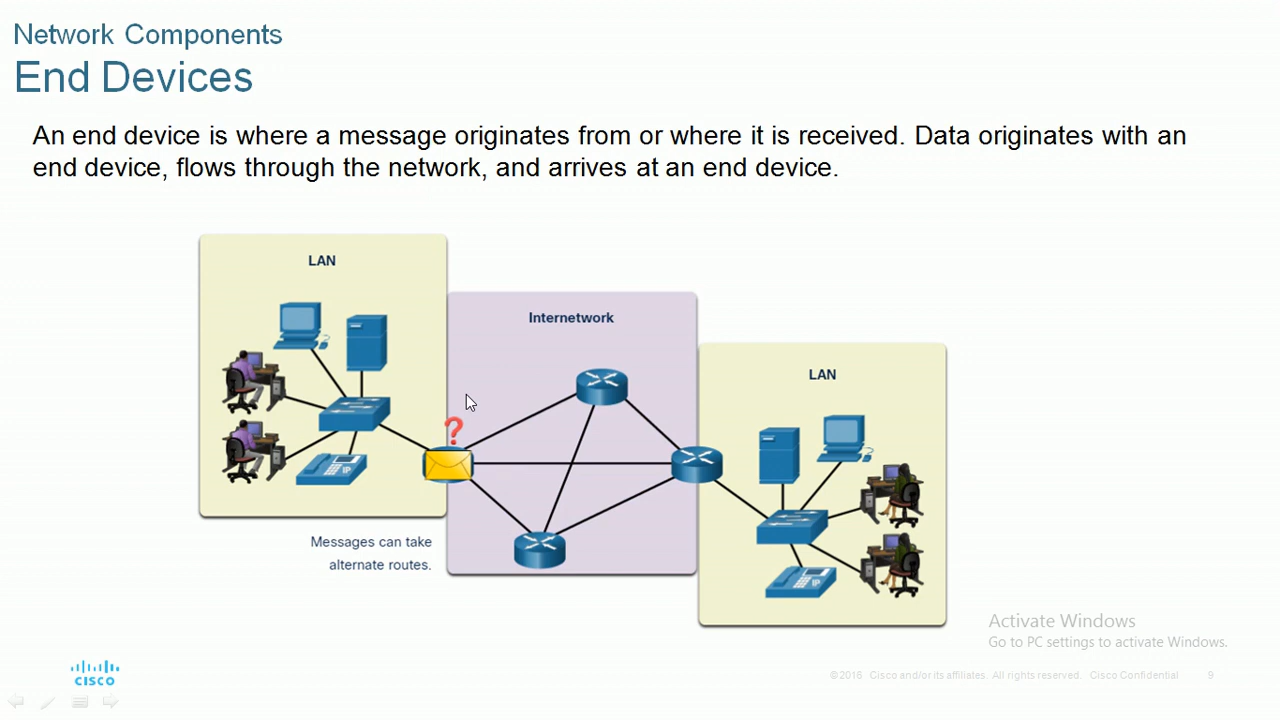 Network Components
End Devices
An end device is where a message originates from or where it is received. Data originates with an
end device, flows through the network, and arrives at an end device.
LAN
Internetwork
LAN
?
IP
Messages can take
alternate routes.
IP
Activate Windows
Go to PC settings to activate Windows.
CISCO
© 2016 Cisco and/or its affiliates. All rights reserved. Cisco Confidential 9